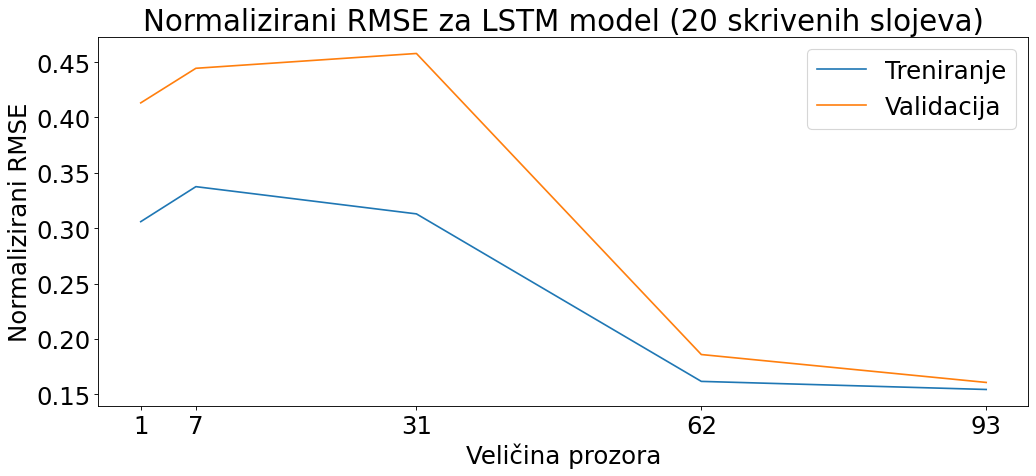 Normalizirani RMSE za LSTM model (20 skrivenih slojeva)
Treniranje
Validacija
Normalizirani RMSE
0.45
0.40
0.35
0.30
0.25
0.20
0.15
1 7 31 62 93
Veličina prozora